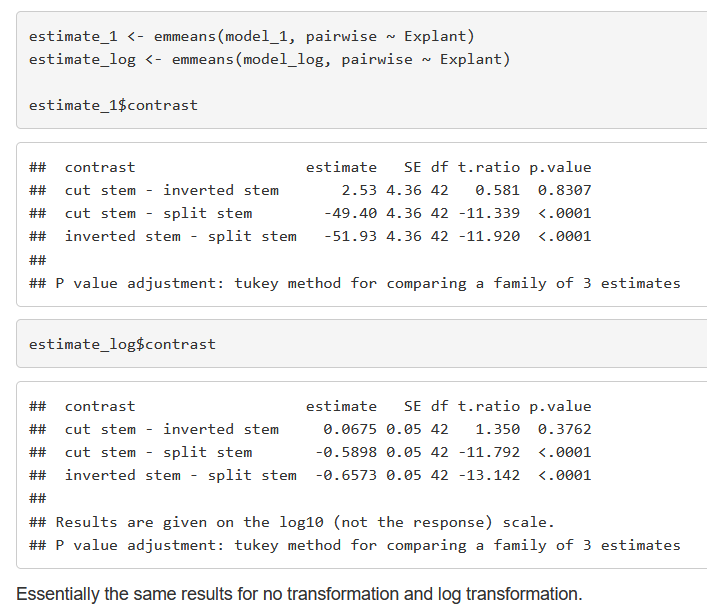 estimate_1 <- emmeans(model_1, pairwise ~ Explant)
estimate_log <- emmeans(model_log, pairwise ~ Explant)
estimate_1$contrast
##  contrast                   estimate   SE df t.ratio p.value
##  cut stem - inverted stem       2.53 4.36 42   0.581  0.8307
##  cut stem - split stem        -49.40 4.36 42 -11.339  <.0001
##  inverted stem - split stem   -51.93 4.36 42 -11.920  <.0001
##
## P value adjustment: tukey method for comparing a family of 3 estimates
estimate_log$contrast
##  contrast                   estimate   SE df t.ratio p.value
##  cut stem - inverted stem     0.0675 0.05 42   1.350  0.3762
##  cut stem - split stem       -0.5898 0.05 42 -11.792  <.0001
##  inverted stem - split stem  -0.6573 0.05 42 -13.142  <.0001
##
## Results are given on the log10 (not the response) scale.
## P value adjustment: tukey method for comparing a family of 3 estimates
Essentially the same results for no transformation and log transformation.